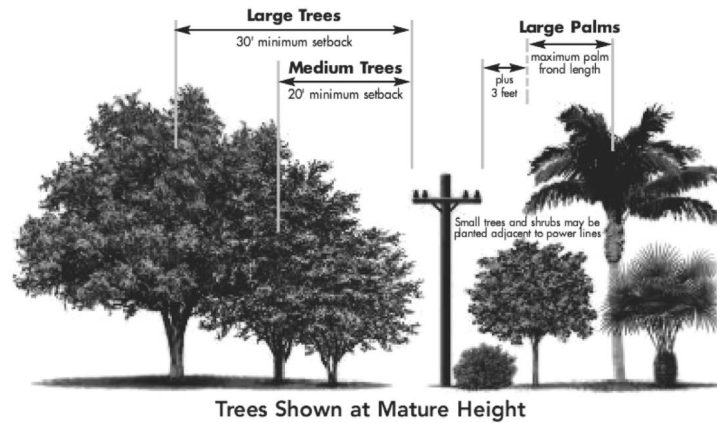 Large Trees
30' minimum setback
Medium Trees
20' minimum setback
Large Palms
maximum palm
frond length
plus
3 feet
Small trees and shrubs may be
planted adjacent to power lines
Trees Shown at Mature Height